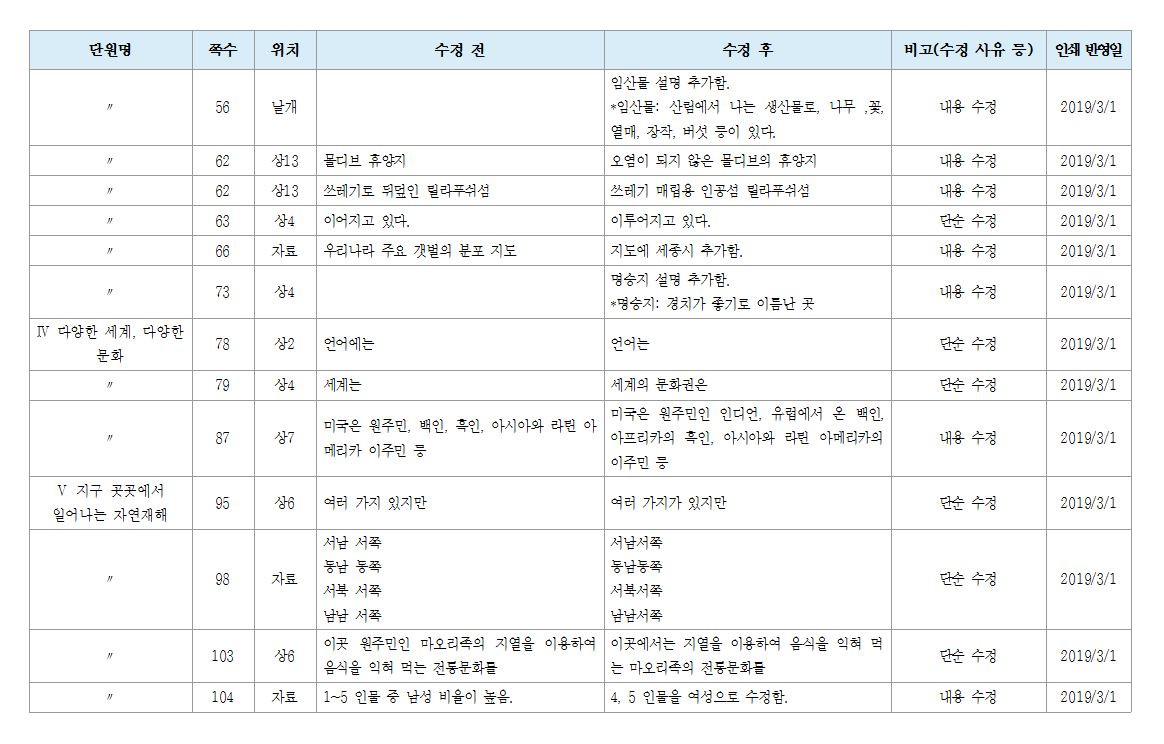 단원명 쪽수 위치 수정 전 수정 후 비고(수정 사유 등) 인쇄 반영일
〃 56 날개 임산물 설명 추가함.
*임산물: 산림에서 나는 생산물로, 나무 ,꽃,
열매, 장작, 버섯 등이 있다. 내용 수정 2019/3/1
〃 62 상13 몰디브 휴양지 오염이 되지 않은 몰디브의 휴양지 내용 수정 2019/3/1
〃 62 상13 쓰레기로 뒤덮인 틸라푸쉬섬 쓰레기 매립용 인공섬 틸라푸쉬섬 내용 수정 2019/3/1
〃 63 상4 이어지고 있다. 이루어지고 있다. 단순 수정 2019/3/1
〃 66 자료 우리나라 주요 갯벌의 분포 지도 지도에 세종시 추가함. 내용 수정 2019/3/1
〃 73 상4 명승지 설명 추가함.
*명승지: 경치가 좋기로 이름난 곳 내용 수정 2019/3/1
Ⅳ 다양한 세계, 다양한
문화 78 상2 언어에는 언어는 단순 수정 2019/3/1
〃 79 상4 세계는 세계의 문화권은 단순 수정 2019/3/1
〃 87 상7 미국은 원주민, 백인, 흑인, 아시아와 라틴 아
메리카 이주민 등 미국은 원주민인 인디언, 유럽에서 온 백인,
아프리카의 흑인, 아시아와 라틴 아메리카의
이주민 등 내용 수정 2019/3/1
Ⅴ 지구 곳곳에서
일어나는 자연재해 95 상6 여러 가지 있지만 여러 가지가 있지만 단순 수정 2019/3/1
〃 98 자료 서남 서쪽
동남 동쪽
서북 서쪽
남남 서쪽
서남서쪽
동남동쪽
서북서쪽
남남서쪽 단순 수정 2019/3/1
〃 103 상6 이곳 원주민인 마오리족의 지열을 이용하여
음식을 익혀 먹는 전통문화를 이곳에서는 지열을 이용하여 음식을 익혀 먹
는 마오리족의 전통문화를 단순 수정 2019/3/1
〃 104 자료 1~5 인물 중 남성 비율이 높음. 4, 5 인물을 여성으로 수정함. 내용 수정 2019/3/1